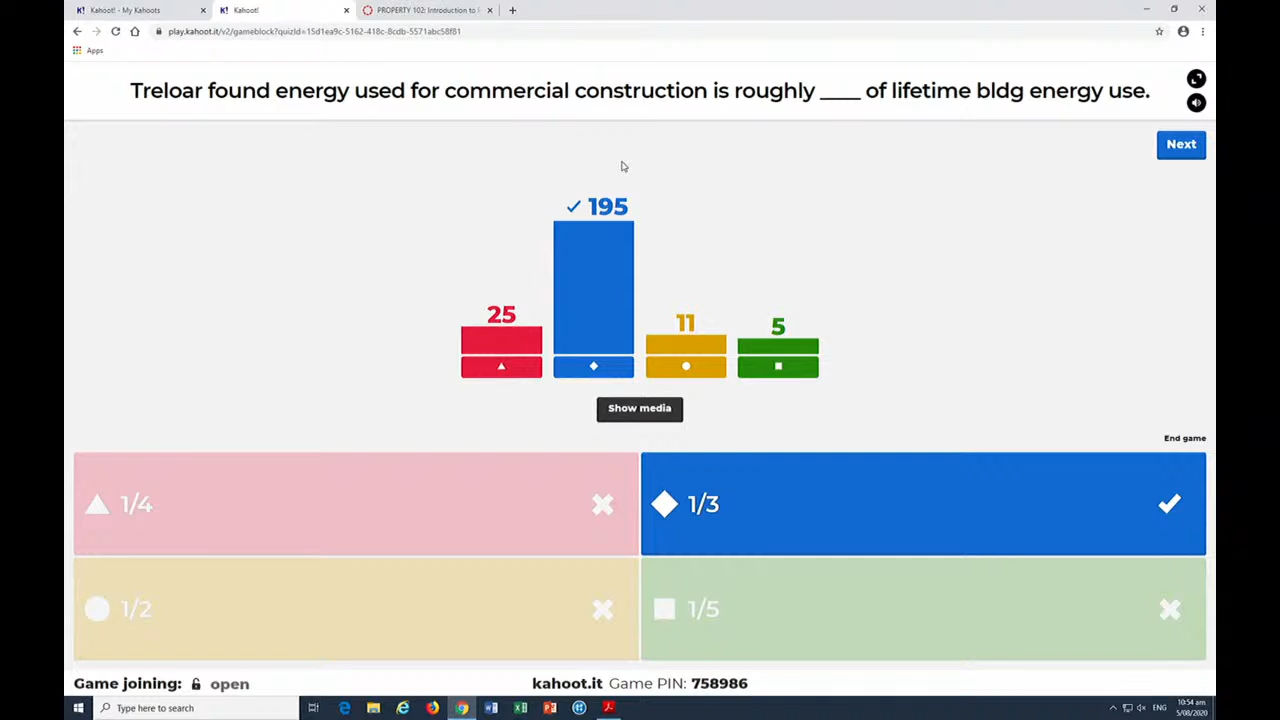 Kahoot! - My Kahoots
Kahoot!
PROPERTY 102: Introduction to
play.kahoot.it/v2/gameblock?quizId=15d1ea9c-5162-418c-8cdb-5571abc58f81
Apps
Treloar found energy used for commercial construction is roughly ____ of lifetime bldg energy use.
Next
195
25
11
5
Show media
End game
1/4
1/3
1/2
1/5
Game joining: open
kahoot.it Game PIN: 758986
Type here to search
ENG
10:54 am
5/08/2020